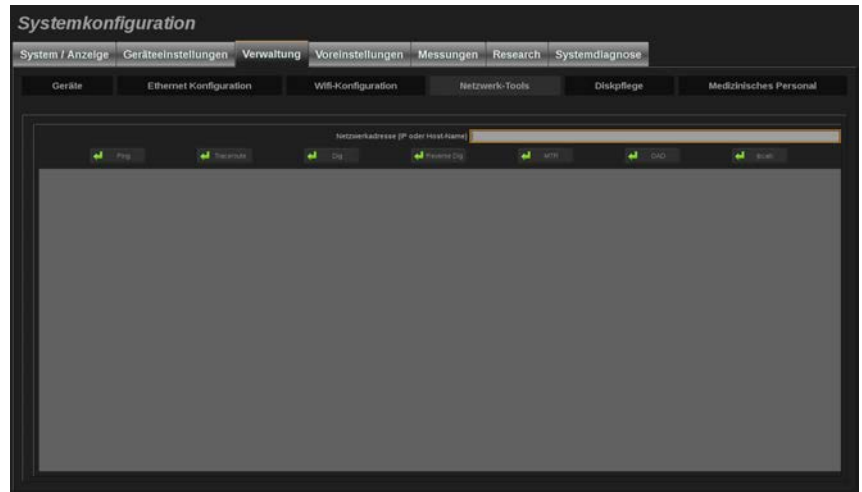 Systemkonfiguration
System / Anzeige Geräteeinstellungen Verwaltung Voreinstellungen Messungen Research Systemdiagnose
Geräte Ethernet Konfiguration Wifi-Konfiguration Netzwerk-Tools Diskpflege Medizinisches Personal
Netzwerkadresse (IP oder Host-Name)
Ping Traceroute Dig Reverse Dig MTR DAD